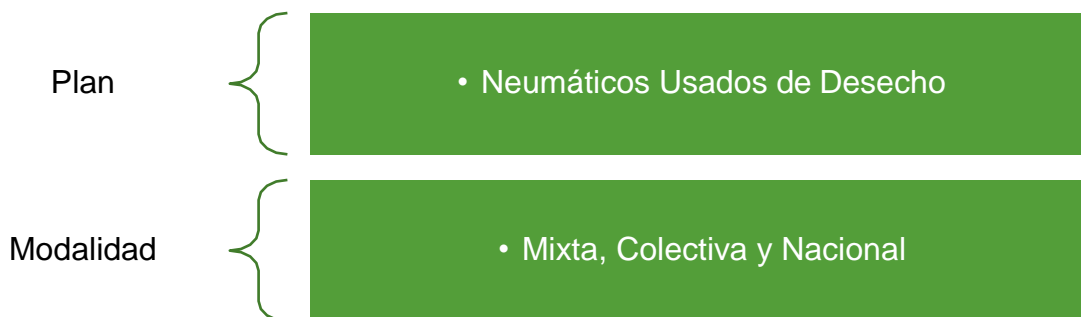 Plan
• Neumáticos Usados de Desecho
Modalidad
• Mixta, Colectiva y Nacional